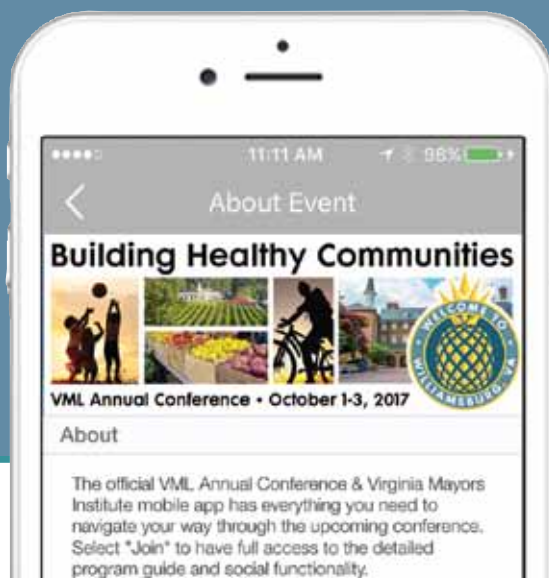 11:11 AM
98%
About Event
Building Healthy Communities
WELCOME TO
WILLIAMSBURG, VA
VML Annual Conference • October 1-3, 2017
About
The official VML Annual Conference & Virginia Mayors
Institute mobile app has everything you need to
navigate your way through the upcoming conference.
Select "Join" to have full access to the detailed
program guide and social functionality.